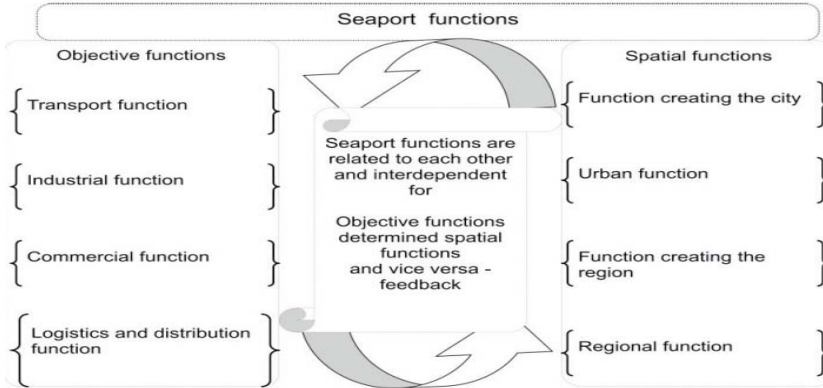 Seaport functions
Objective functions
Transport function
Industrial function
Commercial function
Logistics and distribution
function
Seaport functions are
related to each other
and interdependent
for
Objective functions
determined spatial
functions
and vice versa -
feedback
Spatial functions
Function creating the city
Urban function
Function creating the
region
Regional function